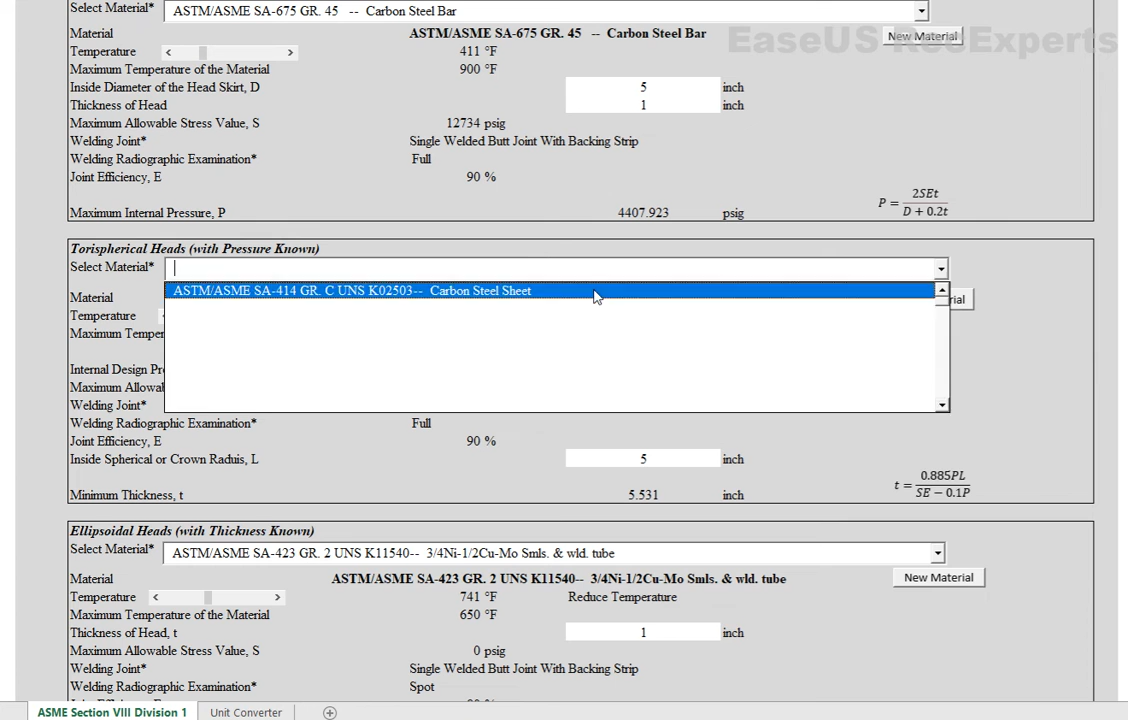 Select Material* ASTM/ASME SA-675 GR. 45 -- Carbon Steel Bar
Material ASTM/ASME SA-675 GR. 45 -- Carbon Steel Bar New Material
EaseUS RecExperts
Temperature < > 411 °F
Maximum Temperature of the Material 900 °F
Inside Diameter of the Head Skirt, D 5 inch
Thickness of Head 1 inch
Maximum Allowable Stress Value, S 12734 psig
Welding Joint* Single Welded Butt Joint With Backing Strip
Welding Radiographic Examination* Full
Joint Efficiency, E 90 %
Maximum Internal Pressure, P 4407.923 psig P = 2SEt / D + 0.2t
Torispherical Heads (with Pressure Known)
Select Material*
ASTM/ASME SA-414 GR. C UNS K02503-- Carbon Steel Sheet
Material ial
Temperature
Maximum Temper
Internal Design Pre
Maximum Allowa
Welding Joint*
Welding Radiographic Examination* Full
Joint Efficiency, E 90 %
Inside Spherical or Crown Raduis, L 5 inch
Minimum Thickness, t 5.531 inch t = 0.885PL / SE − 0.1P
Ellipsoidal Heads (with Thickness Known)
Select Material* ASTM/ASME SA-423 GR. 2 UNS K11540-- 3/4Ni-1/2Cu-Mo Smls. & wld. tube
Material ASTM/ASME SA-423 GR. 2 UNS K11540-- 3/4Ni-1/2Cu-Mo Smls. & wld. tube New Material
Temperature < > 741 °F Reduce Temperature
Maximum Temperature of the Material 650 °F
Thickness of Head, t 1 inch
Maximum Allowable Stress Value, S 0 psig
Welding Joint* Single Welded Butt Joint With Backing Strip
Welding Radiographic Examination* Spot
ASME Section VIII Division 1 Unit Converter